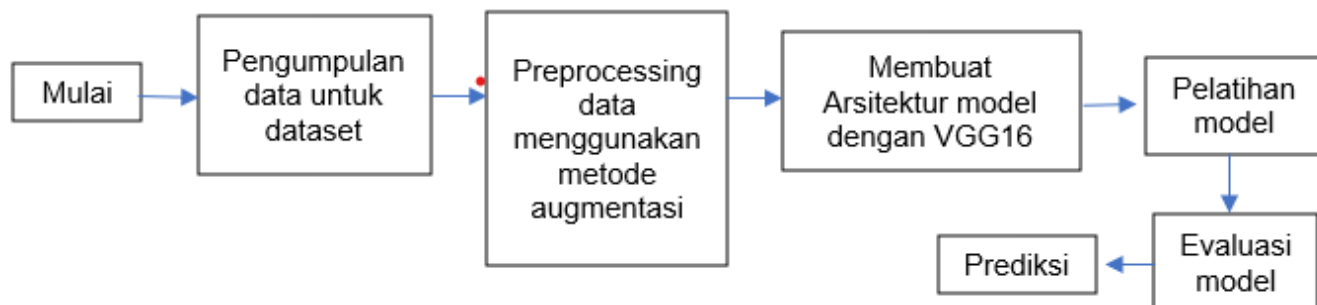 Mulai
Pengumpulan
data untuk
dataset
Preprocessing
data
menggunakan
metode
augmentasi
Membuat
Arsitektur model
dengan VGG16
Pelatihan
model
Evaluasi
model
Prediksi